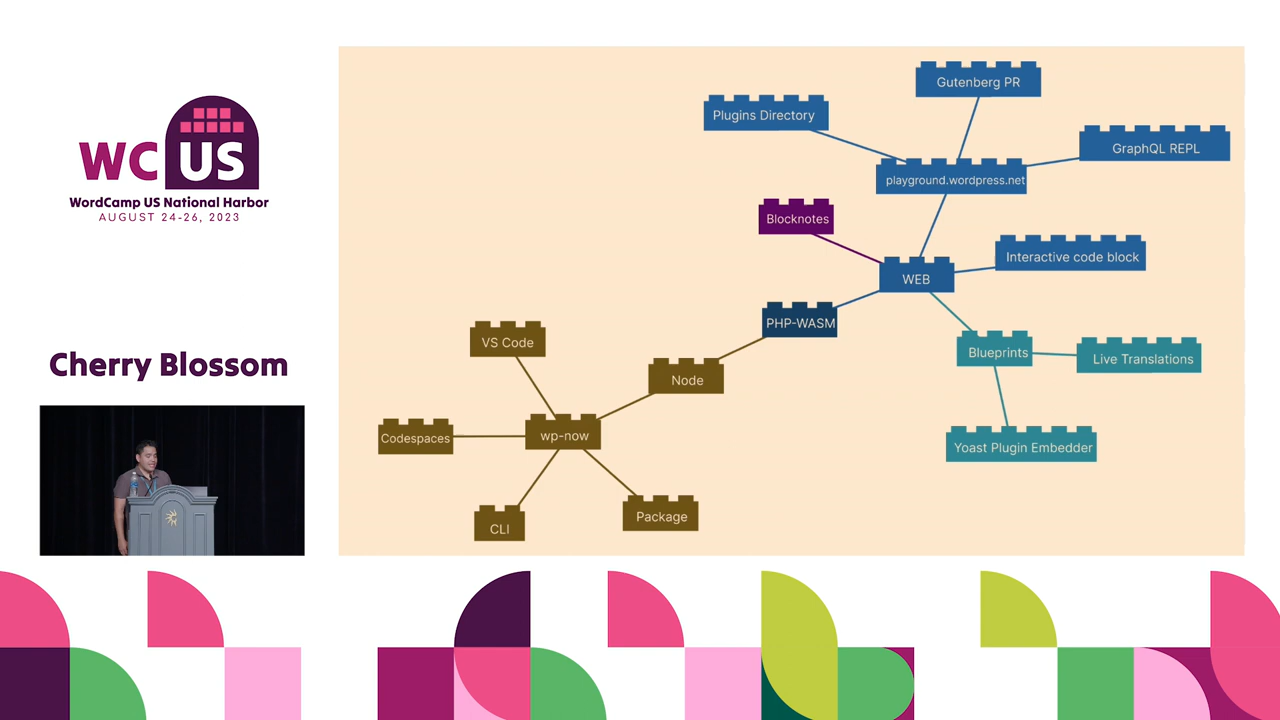 WC US
WordCamp US National Harbor
AUGUST 24-26, 2023
Cherry Blossom
Gutenberg PR
Plugins Directory
GraphQL REPL
playground.wordpress.net
Blocknotes
Interactive code block
WEB
PHP-WASM
VS Code
Blueprints
Live Translations
Node
Codespaces
wp-now
Yoast Plugin Embedder
Package
CLI